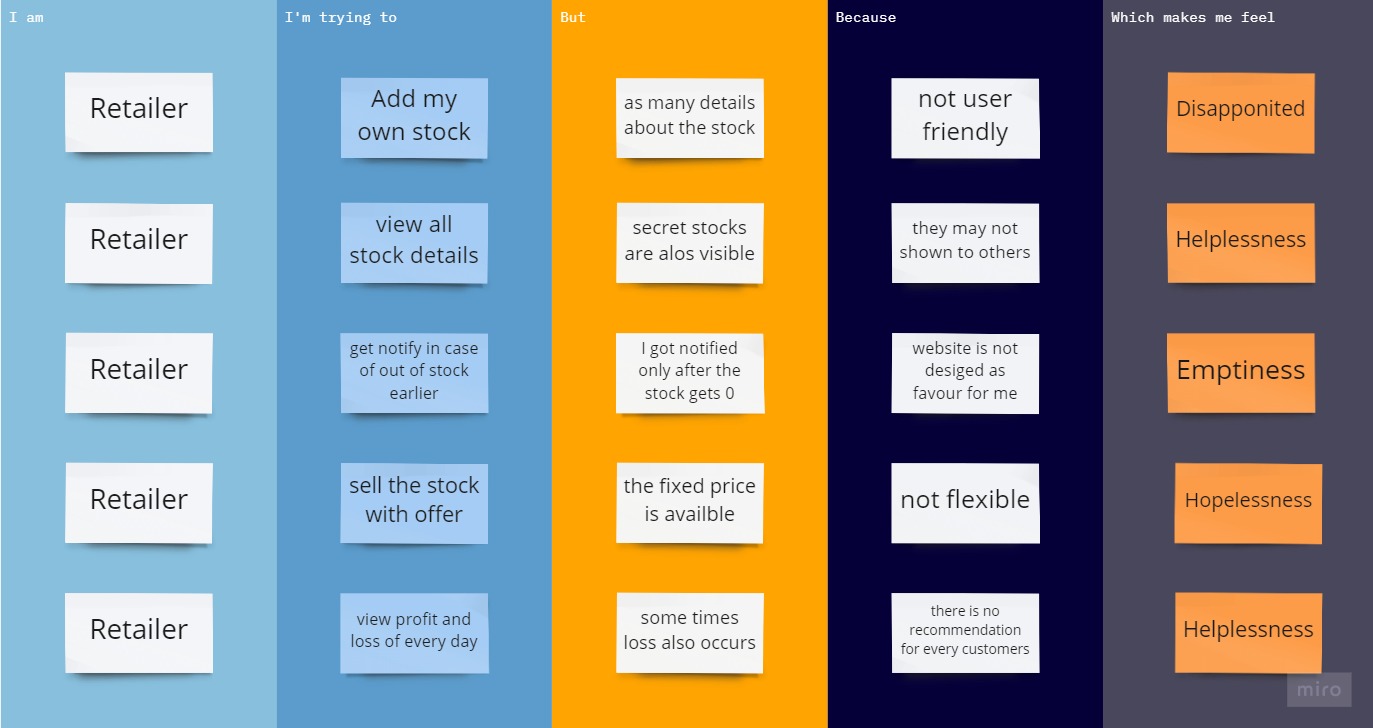 I am
I'm trying to
But
Because
Which makes me feel
Retailer
Add my
own stock
as many details
about the stock
not user
friendly
Disapponited
Retailer
view all
stock details
secret stocks
are alos visible
they may not
shown to others
Helplessness
Retailer
get notify in case
of out of stock
earlier
I got notified
only after the
stock gets 0
website is not
desiged as
favour for me
Emptiness
Retailer
sell the stock
with offer
the fixed price
is availble
not flexible
Hopelessness
Retailer
view profit and
loss of every day
some times
loss also occurs
there is no
recommendation
for every customers
Helplessness
miro